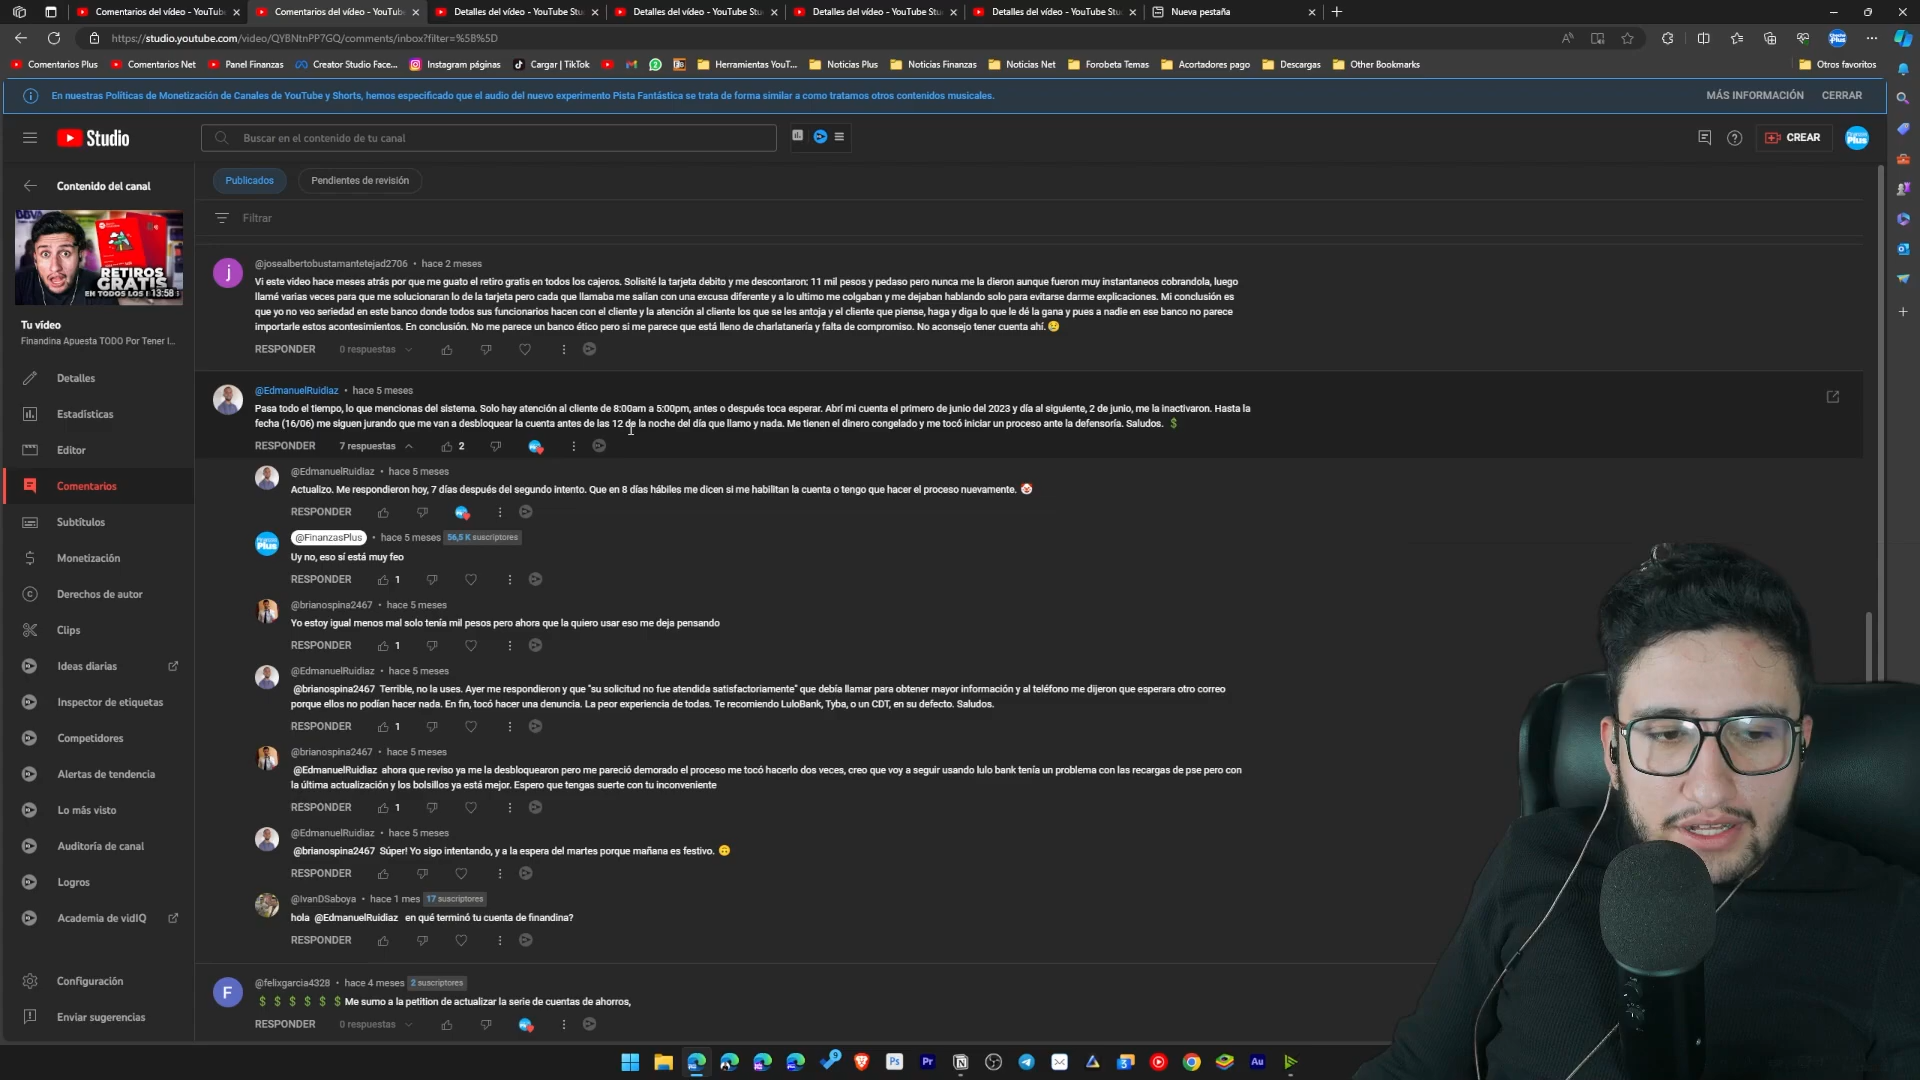 Comentarios del vídeo - YouTub
Comentarios del vídeo - YouTub
Detalles del vídeo - YouTube Stu
Detalles del vídeo - YouTube Stu
Detalles del vídeo - YouTube Stu
Detalles del vídeo - YouTube Stu
Nueva pestaña
https://studio.youtube.com/video/QYBNtnPP7GQ/comments/inbox?filter=%5B%5D
Comentarios Plus
Comentarios Net
Panel Finanzas
Creator Studio Face...
Instagram páginas
Cargar | TikTok
Herramientas YouT...
Noticias Plus
Noticias Finanzas
Noticias Net
Forobeta Temas
Acortadores pago
Descargas
Other Bookmarks
Otros favoritos
En nuestras Políticas de Monetización de Canales de YouTube y Shorts, hemos especificado que el audio del nuevo experimento Pista Fantástica se trata de forma similar a como tratamos otros contenidos musicales.
MÁS INFORMACIÓN
CERRAR
Studio
Buscar en el contenido de tu canal
CREAR
Contenido del canal
RETIROS
GRATIS
EN TODOS LOS
13:58
Tu vídeo
Finandina Apuesta TODO Por Tener l...
Detalles
Estadísticas
Editor
Comentarios
Subtítulos
Monetización
Derechos de autor
Clips
Ideas diarias
Inspector de etiquetas
Competidores
Alertas de tendencia
Lo más visto
Auditoría de canal
Logros
Academia de vidIQ
Configuración
Enviar sugerencias
Publicados
Pendientes de revisión
Filtrar
@josealbertobustamantetejad2706 • hace 2 meses
Vi este video hace meses atrás por que me guato el retiro gratis en todos los cajeros. Solisité la tarjeta debito y me descontaron: 11 mil pesos y pedaso pero nunca me la dieron aunque fueron muy instantaneos cobrandola, luego
llamé varias veces para que me solucionaran lo de la tarjeta pero cada que llamaba me salían con una excusa diferente y a lo ultimo me colgaban y me dejaban hablando solo para evitarse darme explicaciones. Mi conclusión es
que yo no veo seriedad en este banco donde todos sus funcionarios hacen con el cliente y la atención al cliente los que se les antoja y el cliente que piense, haga y diga lo que le dé la gana y pues a nadie en ese banco no parece
importarle estos acontesimientos. En conclusión. No me parece un banco ético pero si me parece que está lleno de charlatanería y falta de compromiso. No aconsejo tener cuenta ahí. 😢
RESPONDER 0 respuestas
@EdmanuelRuidiaz • hace 5 meses
Pasa todo el tiempo, lo que mencionas del sistema. Solo hay atención al cliente de 8:00am a 5:00pm, antes o después toca esperar. Abrí mi cuenta el primero de junio del 2023 y día al siguiente, 2 de junio, me la inactivaron. Hasta la
fecha (16/06) me siguen jurando que me van a desbloquear la cuenta antes de las 12 de la noche del día que llamo y nada. Me tienen el dinero congelado y me tocó iniciar un proceso ante la defensoría. Saludos. 💲
RESPONDER 7 respuestas 2
@EdmanuelRuidiaz • hace 5 meses
Actualizo. Me respondieron hoy, 7 días después del segundo intento. Que en 8 días hábiles me dicen si me habilitan la cuenta o tengo que hacer el proceso nuevamente. 🤡
RESPONDER
@FinanzasPlus • hace 5 meses 56,5 K suscriptores
Uy no, eso sí está muy feo
RESPONDER 1
@brianospina2467 • hace 5 meses
Yo estoy igual menos mal solo tenía mil pesos pero ahora que la quiero usar eso me deja pensando
RESPONDER 1
@EdmanuelRuidiaz • hace 5 meses
@brianospina2467 Terrible, no la uses. Ayer me respondieron y que "su solicitud no fue atendida satisfactoriamente" que debía llamar para obtener mayor información y al teléfono me dijeron que esperara otro correo
porque ellos no podían hacer nada. En fin, tocó hacer una denuncia. La peor experiencia de todas. Te recomiendo LuloBank, Tyba, o un CDT, en su defecto. Saludos.
RESPONDER 1
@brianospina2467 • hace 5 meses
@EdmanuelRuidiaz ahora que reviso ya me la desbloquearon pero me pareció demorado el proceso me tocó hacerlo dos veces, creo que voy a seguir usando lulo bank tenía un problema con las recargas de pse pero con
la última actualización y los bolsillos ya está mejor. Espero que tengas suerte con tu inconveniente
RESPONDER 1
@EdmanuelRuidiaz • hace 5 meses
@brianospina2467 Súper! Yo sigo intentando, y a la espera del martes porque mañana es festivo. 🙃
RESPONDER
@IvanDSaboya • hace 1 mes 17 suscriptores
hola @EdmanuelRuidiaz en qué terminó tu cuenta de finandina?
RESPONDER
@felixgarcia4328 • hace 4 meses 2 suscriptores
💲 💲 💲 💲 💲 💲 Me sumo a la petition de actualizar la serie de cuentas de ahorros,
RESPONDER 0 respuestas